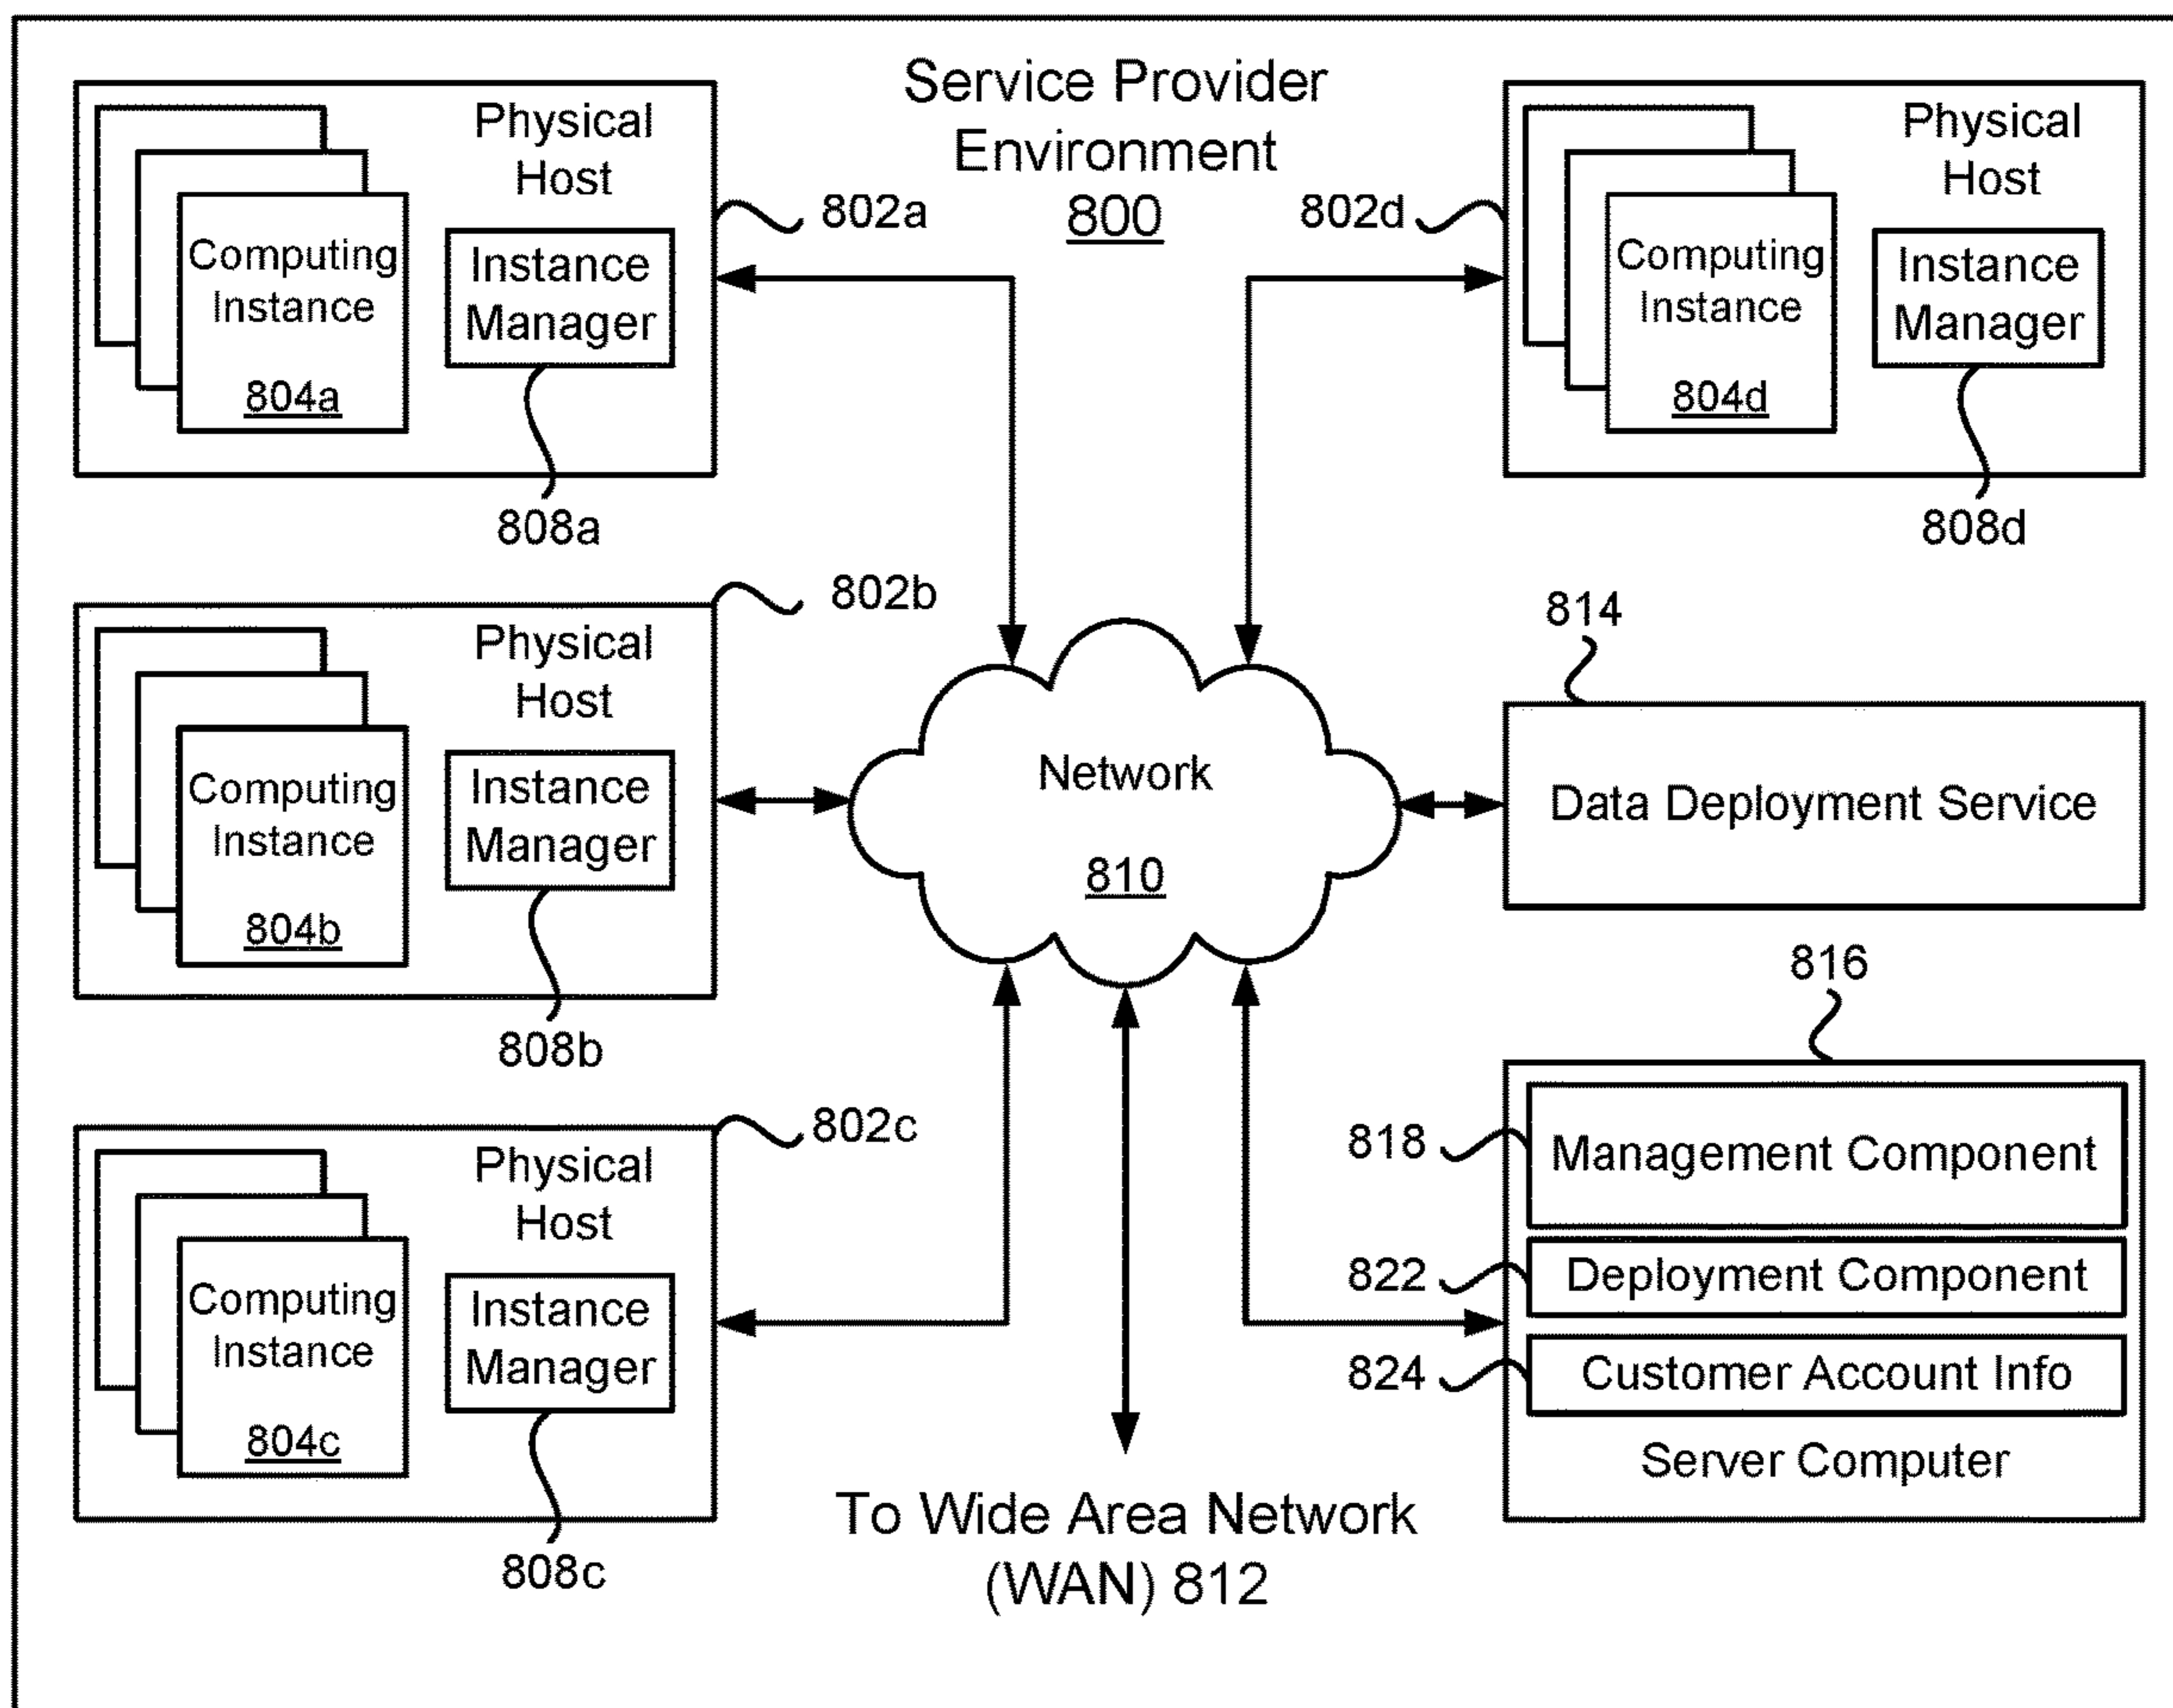 Service Provider
Environment
800
Physical
Host
802a
Computing
Instance
804a
Instance
Manager
808a
Physical
Host
802d
Computing
Instance
804d
Instance
Manager
808d
Physical
Host
802b
Computing
Instance
804b
Instance
Manager
808b
Network
810
814
Data Deployment Service
Physical
Host
802c
Computing
Instance
804c
Instance
Manager
808c
816
818
Management Component
822
Deployment Component
824
Customer Account Info
Server Computer
To Wide Area Network
(WAN) 812